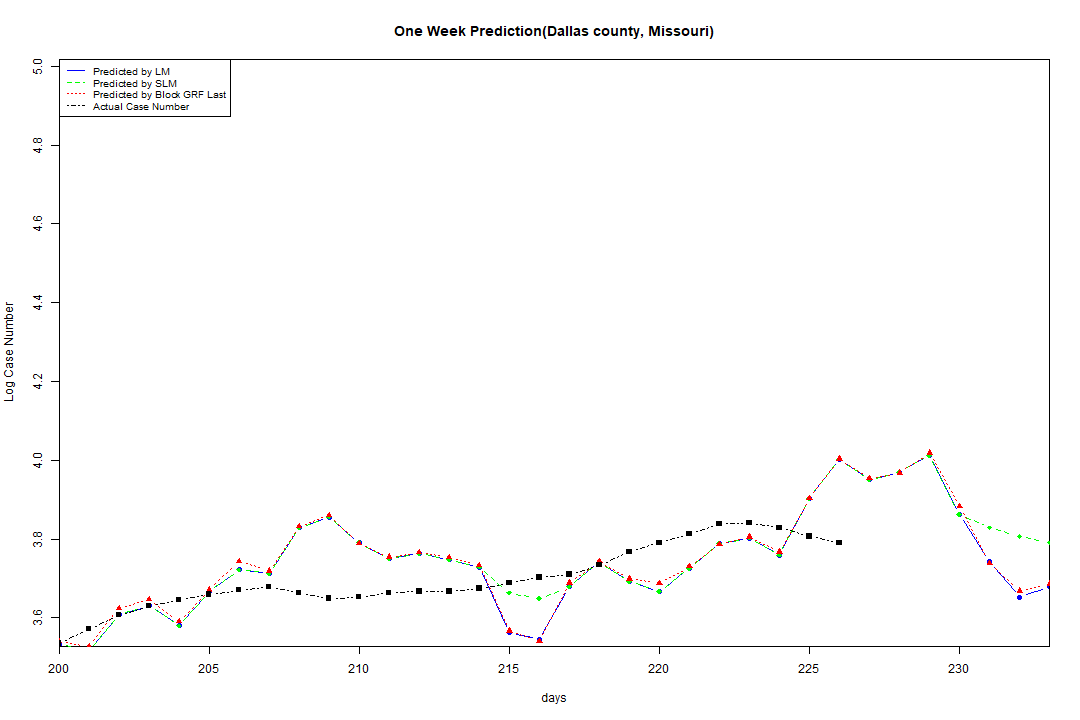 One Week Prediction(Dallas county, Missouri)
Predicted by LM
Predicted by SLM
Predicted by Block GRF Last
Actual Case Number
Log Case Number
5.0
4.8
4.6
4.4
4.2
4.0
3.8
3.6
200 205 210 215 220 225 230
days